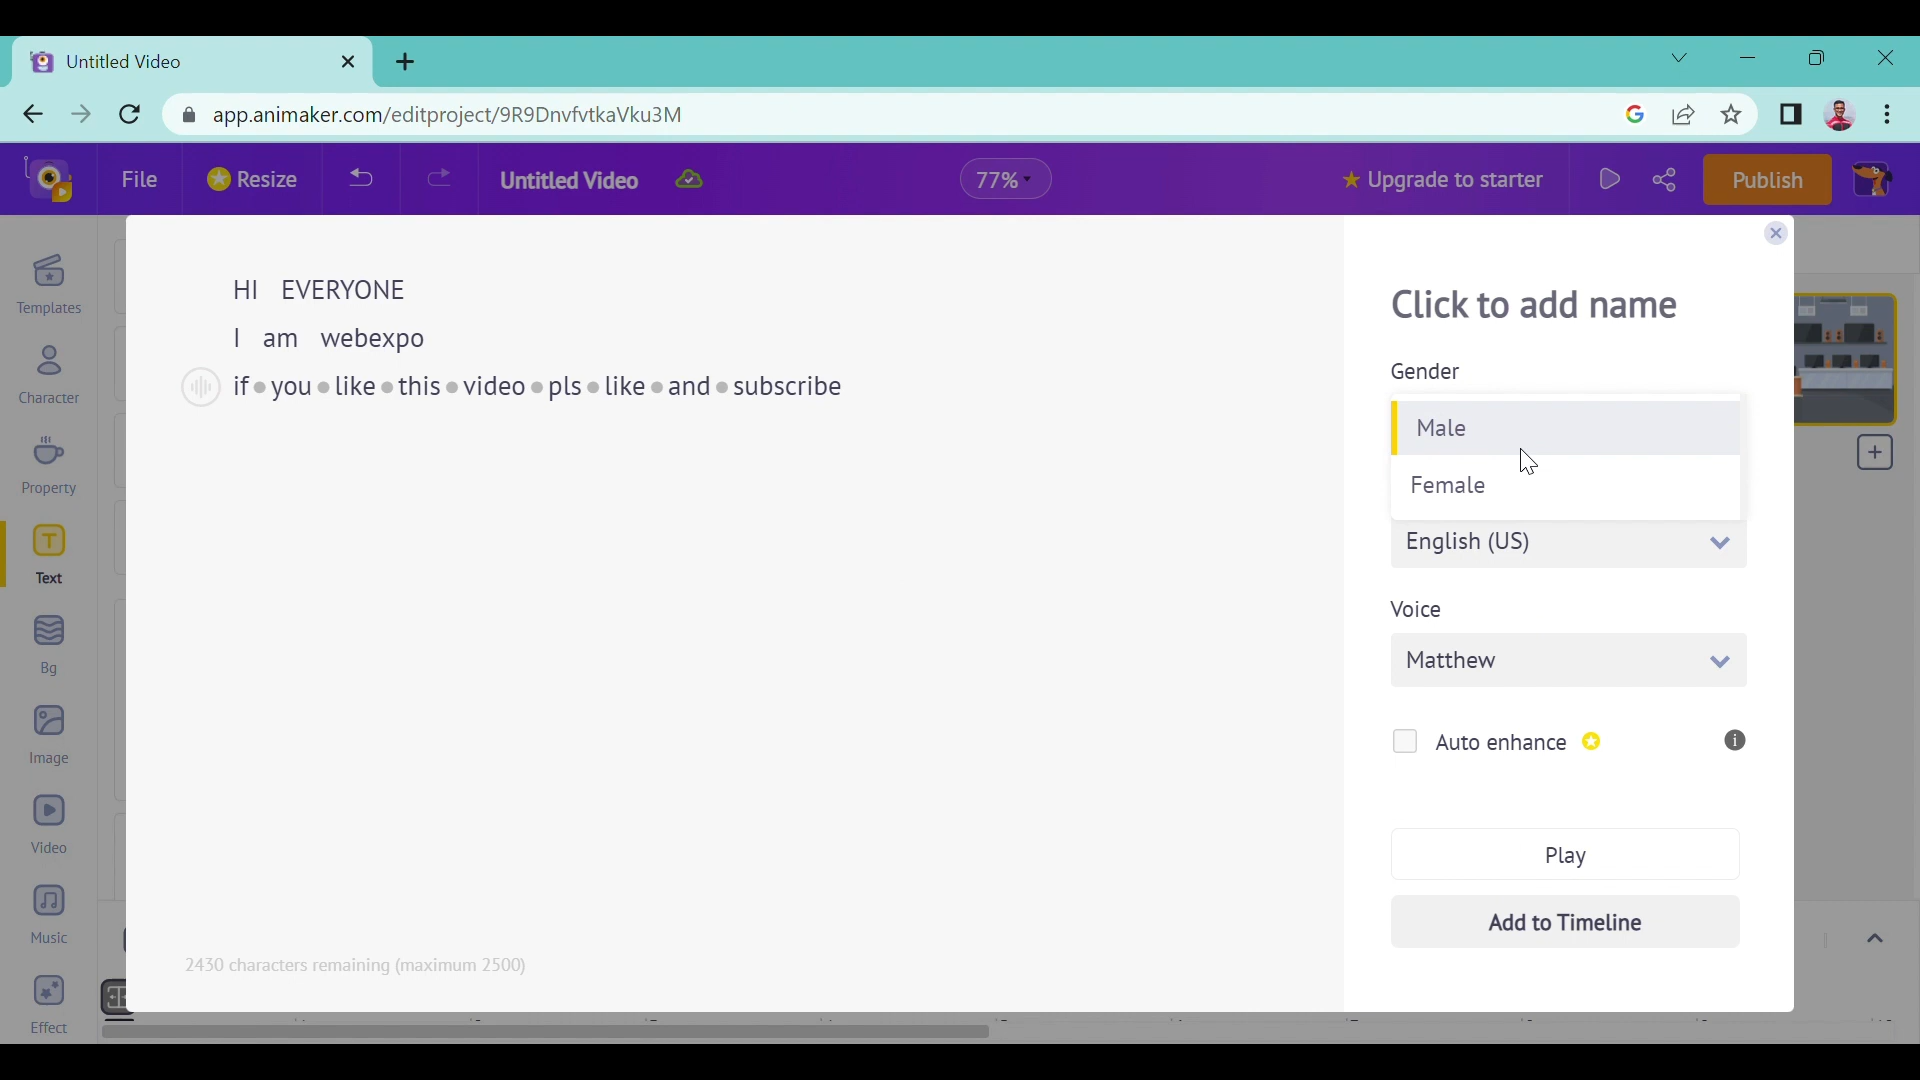 Untitled Video
app.animaker.com/editproject/9R9DnvfvtkaVku3M
File
Resize
Untitled Video
77%
Upgrade to starter
Publish
Templates
Character
Property
Text
Bg
Image
Video
Music
Effect
HI EVERYONE
I am webexpo
if you like this video pls like and subscribe
2430 characters remaining (maximum 2500)
Click to add name
Gender
Male
Female
English (US)
Voice
Matthew
Auto enhance
Play
Add to Timeline